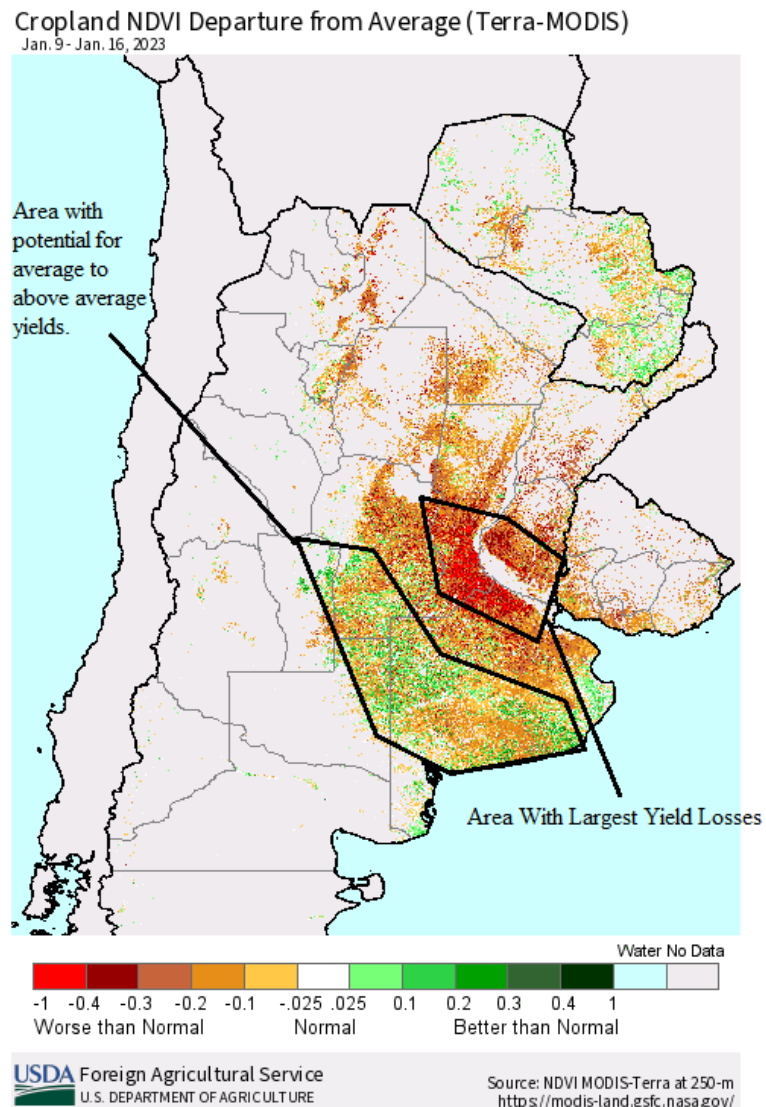 Cropland NDVI Departure from Average (Terra-MODIS)
Jan. 9 - Jan. 16, 2023
Area with
potential for
average to
above average
yields.
Area With Largest Yield Losses
Water No Data
-1 -0.4 -0.3 -0.2 -0.1 -.025 .025 0.1 0.2 0.3 0.4 1
Worse than Normal Normal Better than Normal
USDA Foreign Agricultural Service
U.S. DEPARTMENT OF AGRICULTURE
Source: NDVI MODIS-Terra at 250-m
https://modis-land.gsfc.nasa.gov/